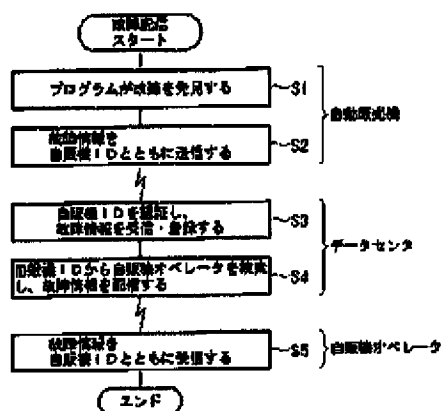 故障配信
スタート
プログラムが故障を発見する
S1
自動販売機
故障情報を
自販機IDとともに送信する
S2
自販機IDを認証し、
故障情報を受信・登録する
S3
データセンタ
自販機IDから自販機オペレータを検索
し、故障情報を配信する
S4
故障情報を
自販機IDとともに受信する
S5
自販機オペレータ
エンド